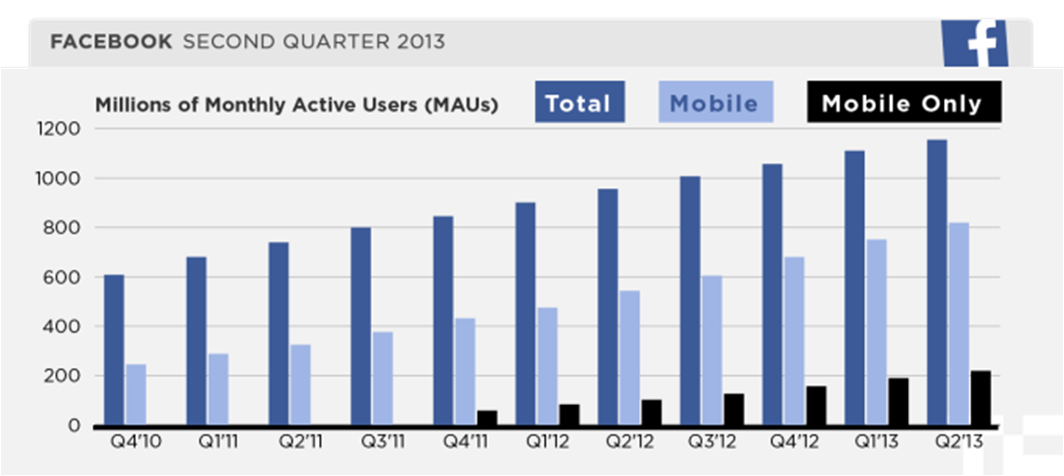 FACEBOOK SECOND QUARTER 2013
f
Millions of Monthly Active Users (MAUs) Total Mobile Mobile Only
1200
1000
800
600
400
200
0
Q4'10 Q1'11 Q2'11 Q3'11 Q4'11 Q1'12 Q2'12 Q3'12 Q4'12 Q1'13 Q2'13